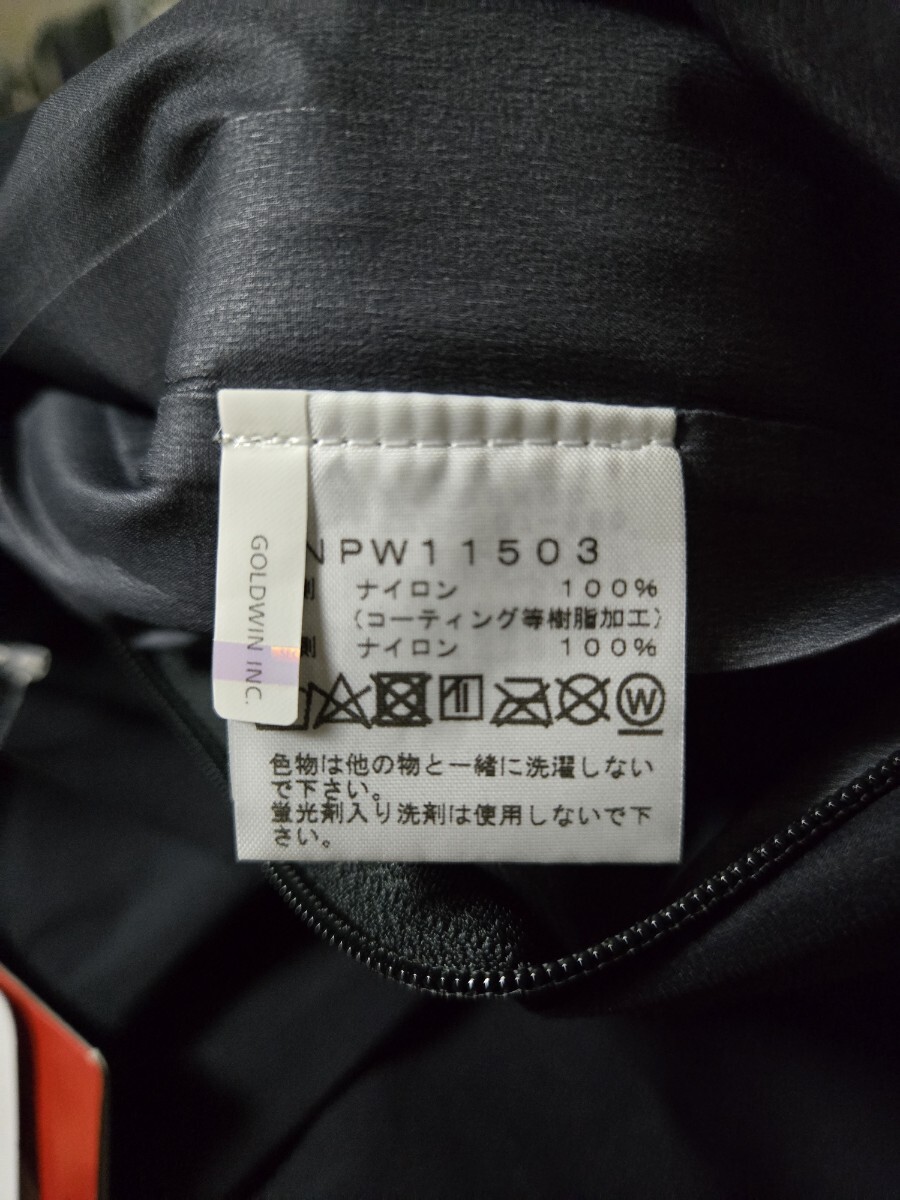 GOLDWIN INC.
NPW11503
ナイロン 100%
(コーティング等樹脂加工)
ナイロン 100%
W
色物は他の物と一緒に洗濯しない
で下さい。
蛍光剤入り洗剤は使用しないで下
さい。